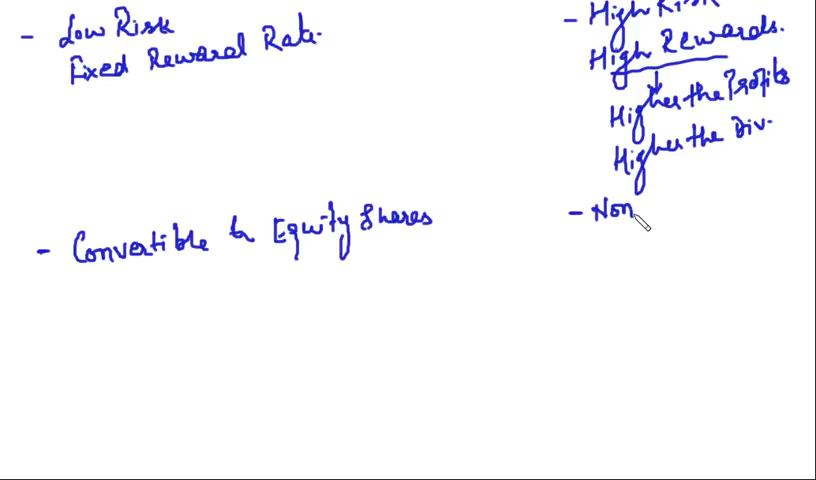 - Low Risk
Fixed Reward Rate.
- Convertible to Equity Shares
- High Risk
High Rewards.
Higher the Profits
Higher the Div.
- Non